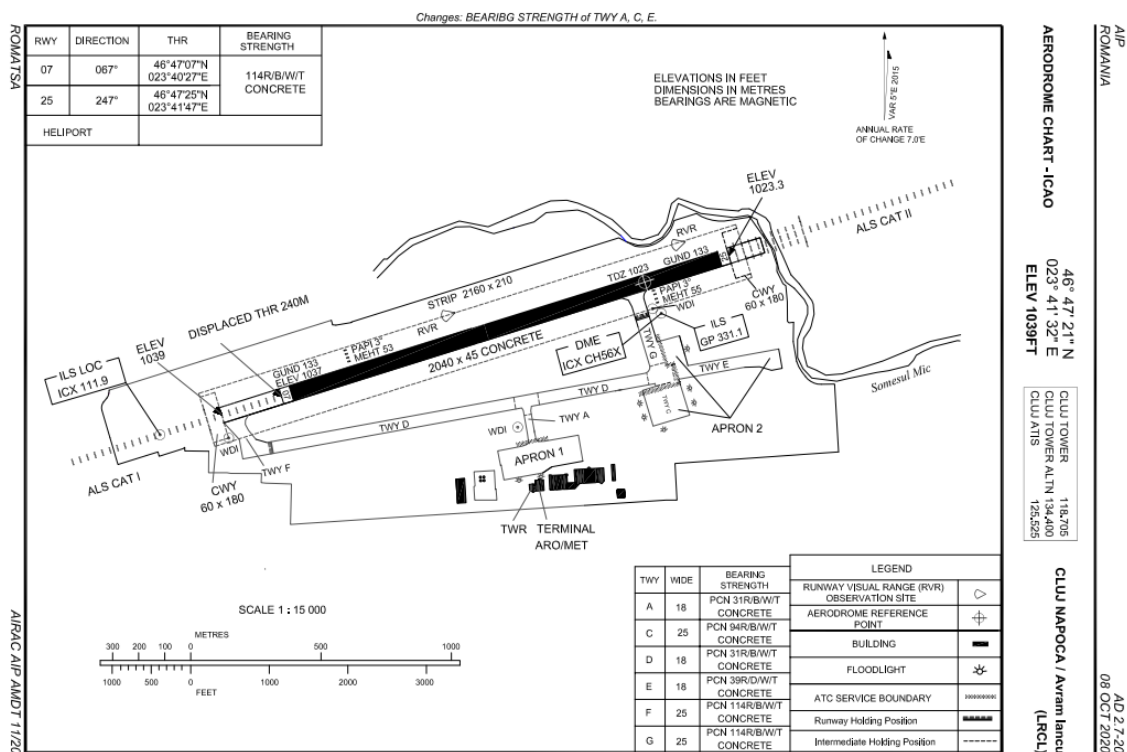 Changes: BEARIBG STRENGTH of TWY A, C, E.
ROMATSA
AIP
ROMANIA
RWY DIRECTION THR BEARING STRENGTH
07 067° 46°47'07"N 023°40'27"E 114R/B/W/T CONCRETE
25 247° 46°47'25"N 023°41'47"E
HELIPORT
ELEVATIONS IN FEET
DIMENSIONS IN METRES
BEARINGS ARE MAGNETIC
VAR 5°E 2015
ANNUAL RATE
OF CHANGE 7.0'E
AERODROME CHART - ICAO
46° 47' 21" N
023° 41' 32" E
ELEV 1039FT
CLUJ TOWER 118.705
CLUJ TOWER ALTN 134.400
CLUJ ATIS 125.525
CLUJ NAPOCA / Avram Iancu
(LRCL)
ELEV
1023.3
ALS CAT II
RVR
GUND 133
25
TDZ 1023
STRIP 2160 x 210
PAPI 3°
MEHT 55
WDI
CWY
60 x 180
DISPLACED THR 240M
RVR
ILS
GP 331.1
ELEV
1039
PAPI 3°
MEHT 53
2040 x 45 CONCRETE
DME
ICX CH56X
TWY G
ILS LOC
ICX 111.9
GUND 133
ELEV 1037
07
TWY E
Somesul Mic
TWY D
TWY C
TWY D
TWY A
WDI
APRON 2
WDI
TWY F
APRON 1
ALS CAT I
CWY
60 x 180
TWR TERMINAL
ARO/MET
SCALE 1 : 15 000
METRES
300 200 100 0 500 1000
1000 500 0 1000 2000 3000
FEET
TWY WIDE BEARING STRENGTH
A 18 PCN 31R/B/W/T CONCRETE
C 25 PCN 94R/B/W/T CONCRETE
D 18 PCN 31R/B/W/T CONCRETE
E 18 PCN 39R/D/W/T CONCRETE
F 25 PCN 114R/B/W/T CONCRETE
G 25 PCN 114R/B/W/T CONCRETE
LEGEND
RUNWAY VISUAL RANGE (RVR)
OBSERVATION SITE
AERODROME REFERENCE
POINT
BUILDING
FLOODLIGHT
ATC SERVICE BOUNDARY
Runway Holding Position
Intermediate Holding Position
AIRAC AIP AMDT 11/20
AD 2.7-20
08 OCT 2020